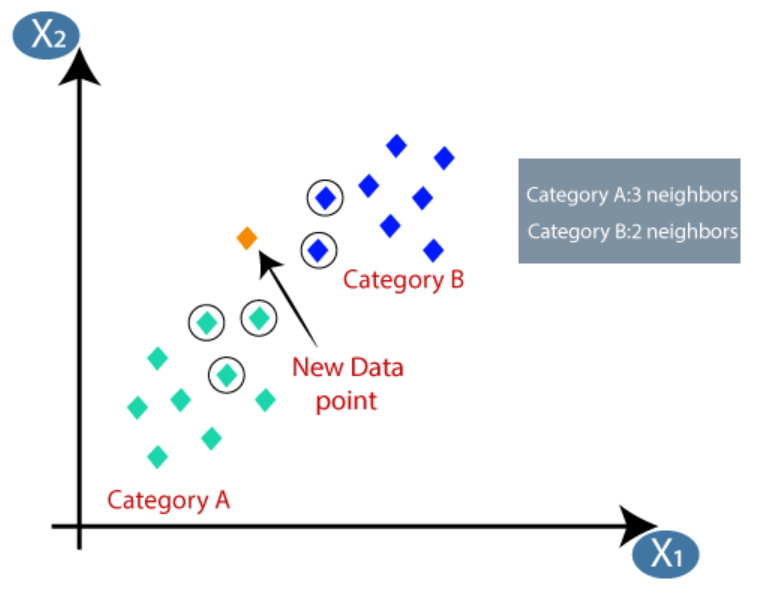 X2
Category A:3 neighbors
Category B:2 neighbors
Category B
New Data
point
Category A
X1